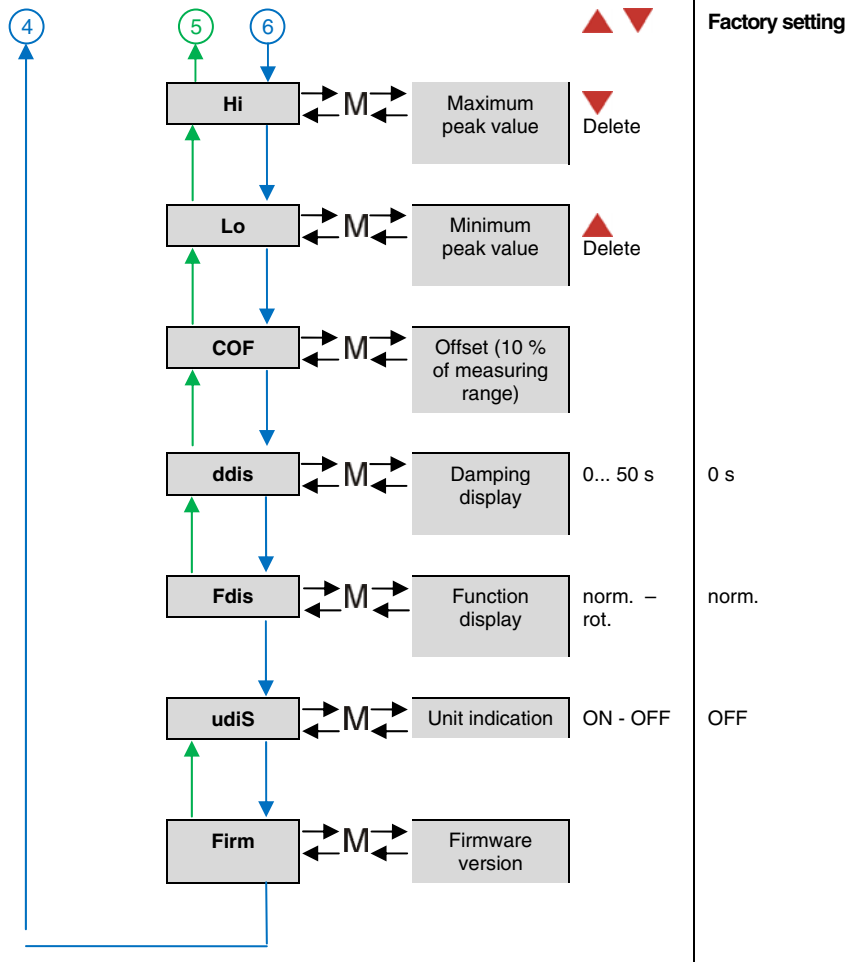 4 5 6 Factory setting
Hi M Maximum
peak value Delete
Lo M Minimum
peak value Delete
COF M Offset (10 %
of measuring
range)
ddis M Damping 0... 50 s 0 s
display
Fdis M Function norm. – norm.
display rot.
udiS M Unit indication ON - OFF OFF
Firm M Firmware
version